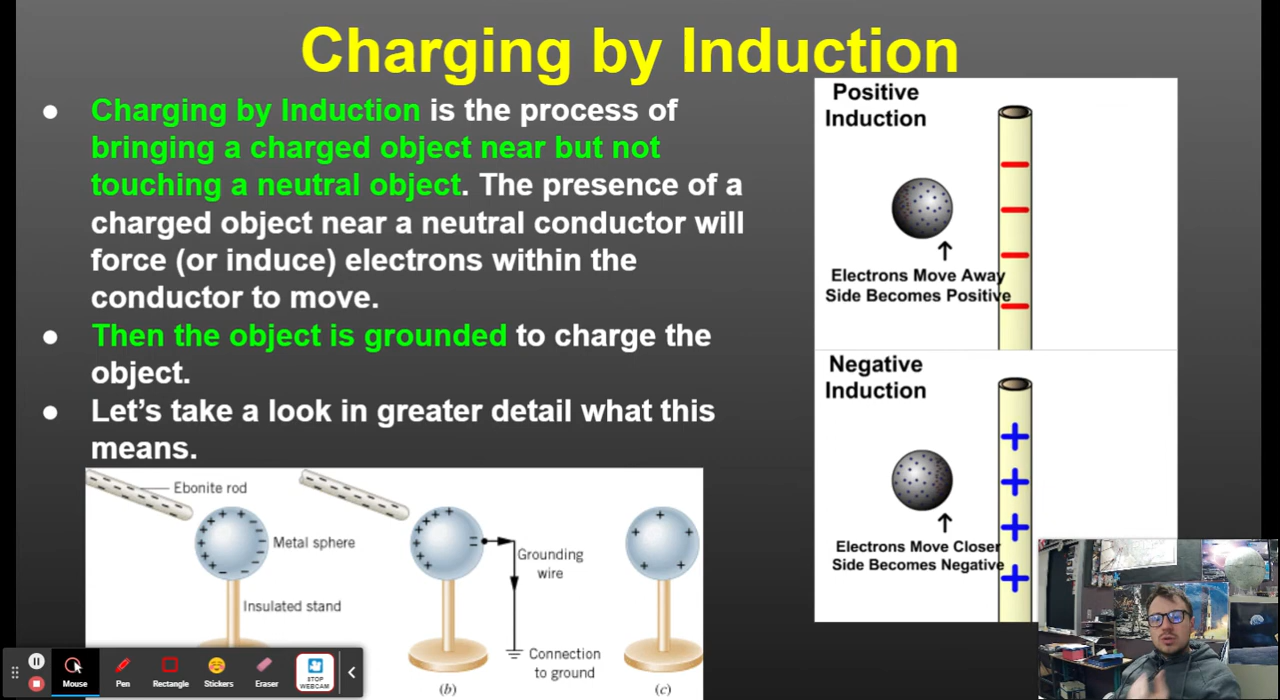 Charging by Induction
● Charging by Induction is the process of
bringing a charged object near but not
touching a neutral object. The presence of a
charged object near a neutral conductor will
force (or induce) electrons within the
conductor to move.
● Then the object is grounded to charge the
object.
● Let's take a look in greater detail what this
means.
Positive
Induction
Electrons Move Away
Side Becomes Positive
Negative
Induction
Electrons Move Closer
Side Becomes Negative
Ebonite rod
Metal sphere
Insulated stand
Grounding
wire
Connection
to ground
(b)
(c)
Mouse
Pen
Rectangle
Stickers
Eraser
STOP
WEBCAM